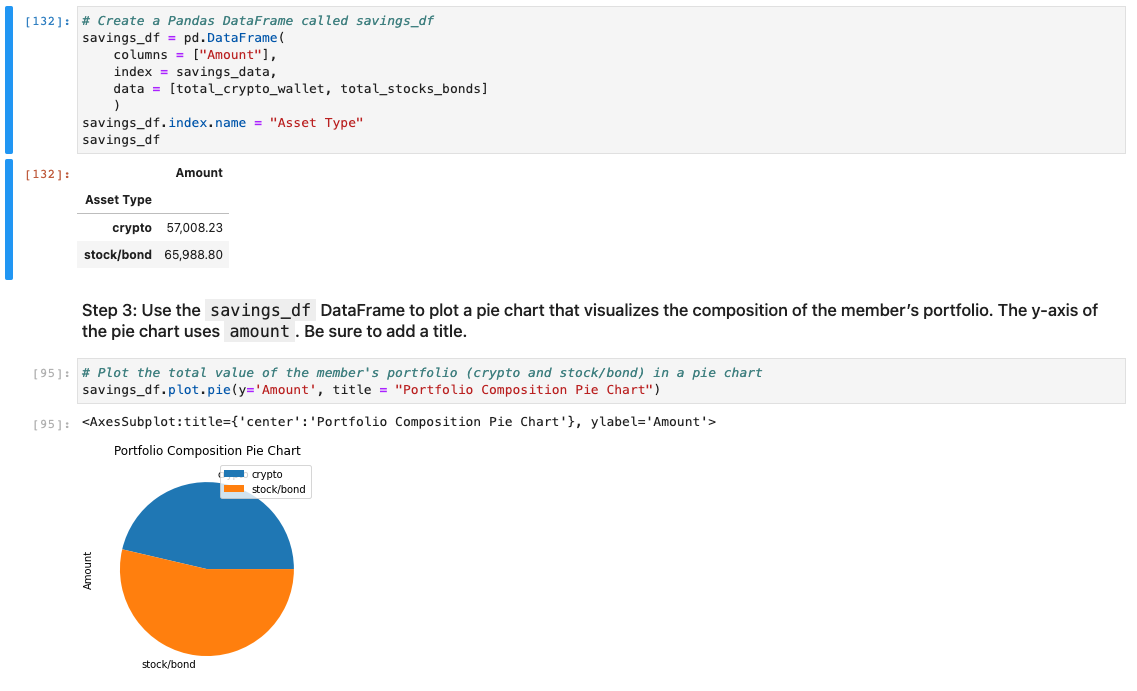 [132]: # Create a Pandas DataFrame called savings_df
savings_df = pd.DataFrame(
    columns = ["Amount"],
    index = savings_data,
    data = [total_crypto_wallet, total_stocks_bonds]
    )
savings_df.index.name = "Asset Type"
savings_df
[132]: Amount
Asset Type
crypto 57,008.23
stock/bond 65,988.80
Step 3: Use the savings_df DataFrame to plot a pie chart that visualizes the composition of the member’s portfolio. The y-axis of
the pie chart uses amount. Be sure to add a title.
[95]: # Plot the total value of the member's portfolio (crypto and stock/bond) in a pie chart
savings_df.plot.pie(y='Amount', title = "Portfolio Composition Pie Chart")
[95]: <AxesSubplot:title={'center':'Portfolio Composition Pie Chart'}, ylabel='Amount'>
Portfolio Composition Pie Chart
crypto
stock/bond
Amount
stock/bond